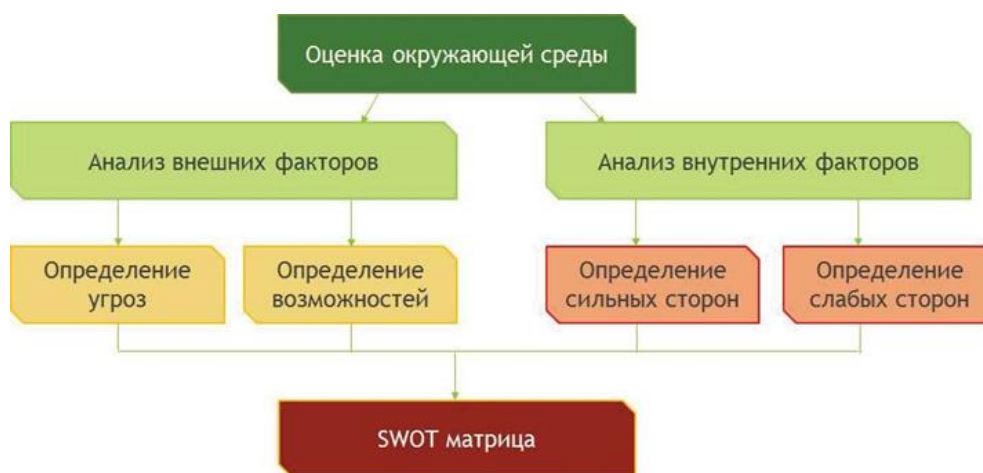 Оценка окружающей среды
Анализ внешних факторов
Анализ внутренних факторов
Определение
угроз
Определение
возможностей
Определение
сильных сторон
Определение
слабых сторон
SWOT матрица